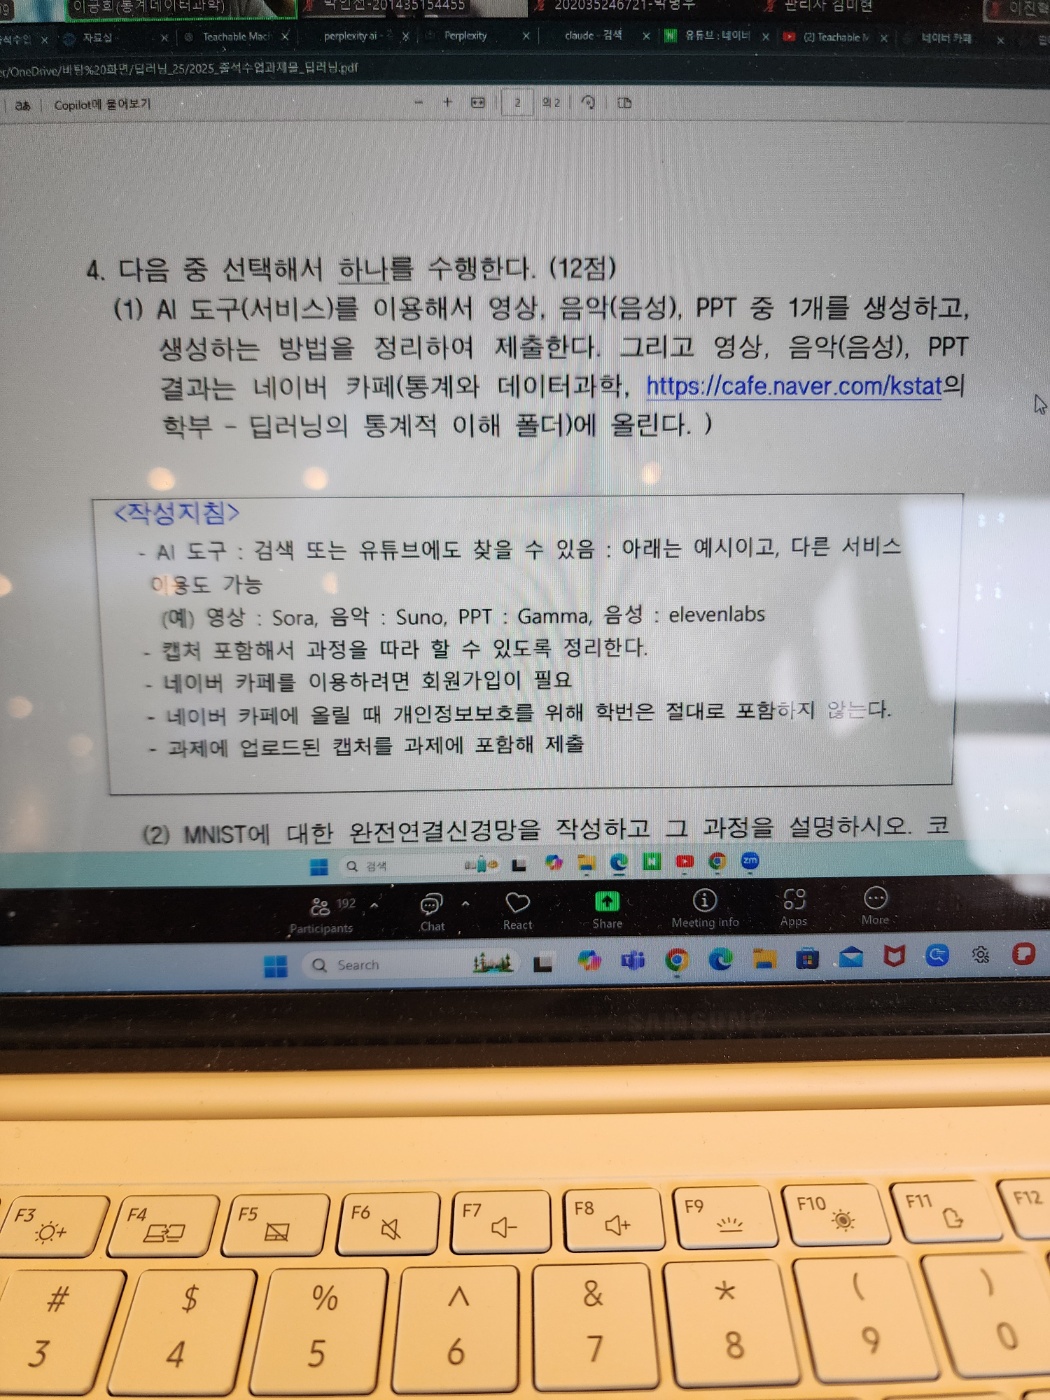 이긍희(통계데이터과학)
-201435154455
202035246721-
관리사 김미현
자료실
Teachable Mac
perplexity ai -
Perplexity
claude - 검색
유튜브 : 네이버
(2) Teachable
네이버 카페
er/OneDrive/바탕%20화면/딥러닝_25/2025_출석수업과제물_딥러닝.pdf
aあ
Copilot에 물어보기
2 의 2
4. 다음 중 선택해서 하나를 수행한다. (12점)
(1) AI 도구(서비스)를 이용해서 영상, 음악(음성), PPT 중 1개를 생성하고,
생성하는 방법을 정리하여 제출한다. 그리고 영상, 음악(음성), PPT
결과는 네이버 카페(통계와 데이터과학, https://cafe.naver.com/kstat의
학부 - 딥러닝의 통계적 이해 폴더)에 올린다. )
<작성지침>
- AI 도구 : 검색 또는 유튜브에도 찾을 수 있음 : 아래는 예시이고, 다른 서비스
이용도 가능
(예) 영상 : Sora, 음악 : Suno, PPT : Gamma, 음성 : elevenlabs
- 캡처 포함해서 과정을 따라 할 수 있도록 정리한다.
- 네이버 카페를 이용하려면 회원가입이 필요
- 네이버 카페에 올릴 때 개인정보보호를 위해 학번은 절대로 포함하지 않는다.
- 과제에 업로드된 캡처를 과제에 포함해 제출
(2) MNIST에 대한 완전연결신경망을 작성하고 그 과정을 설명하시오. 코
검색
zm
192
Participants
Chat
React
Share
Meeting info
Apps
More
Search
SAMSUNG
F3
F4
F5
F6
F7
F8
F9
F10
F11
F12
# 3
$ 4
% 5
^ 6
& 7
* 8
( 9
) 0